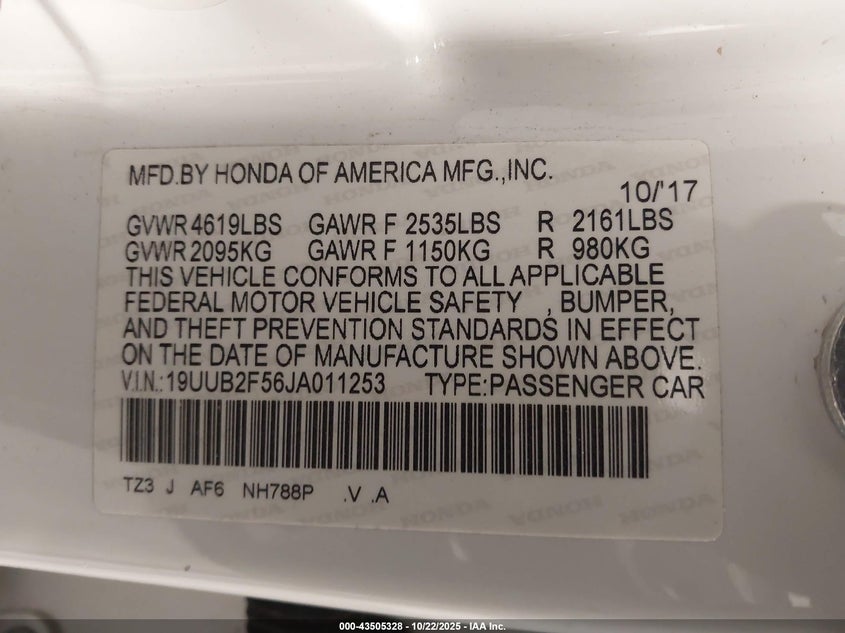 MFD.BY HONDA OF AMERICA MFG.,INC.
10/'17
GVWR 4619LBS GAWR F 2535LBS R 2161LBS
GVWR 2095KG GAWR F 1150KG R 980KG
THIS VEHICLE CONFORMS TO ALL APPLICABLE
FEDERAL MOTOR VEHICLE SAFETY , BUMPER,
AND THEFT PREVENTION STANDARDS IN EFFECT
ON THE DATE OF MANUFACTURE SHOWN ABOVE.
V.I.N.:19UUB2F56JA011253 TYPE:PASSENGER CAR
TZ3 J AF6 NH788P .V .A
000-43505328 - 10/22/2025 - IAA Inc.